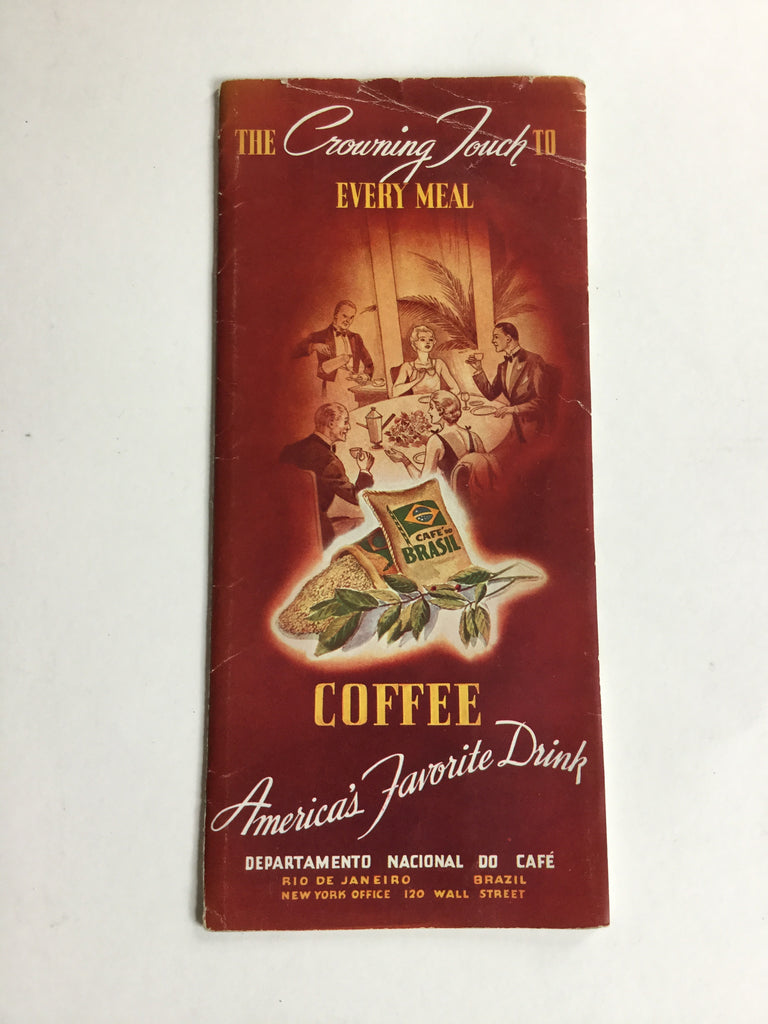 THE Crowning Touch TO
EVERY MEAL
CAFÉ DO
BRASIL
COFFEE
America's Favorite Drink
DEPARTAMENTO NACIONAL DO CAFÉ
RIO DE JANEIRO BRAZIL
NEW YORK OFFICE 120 WALL STREET